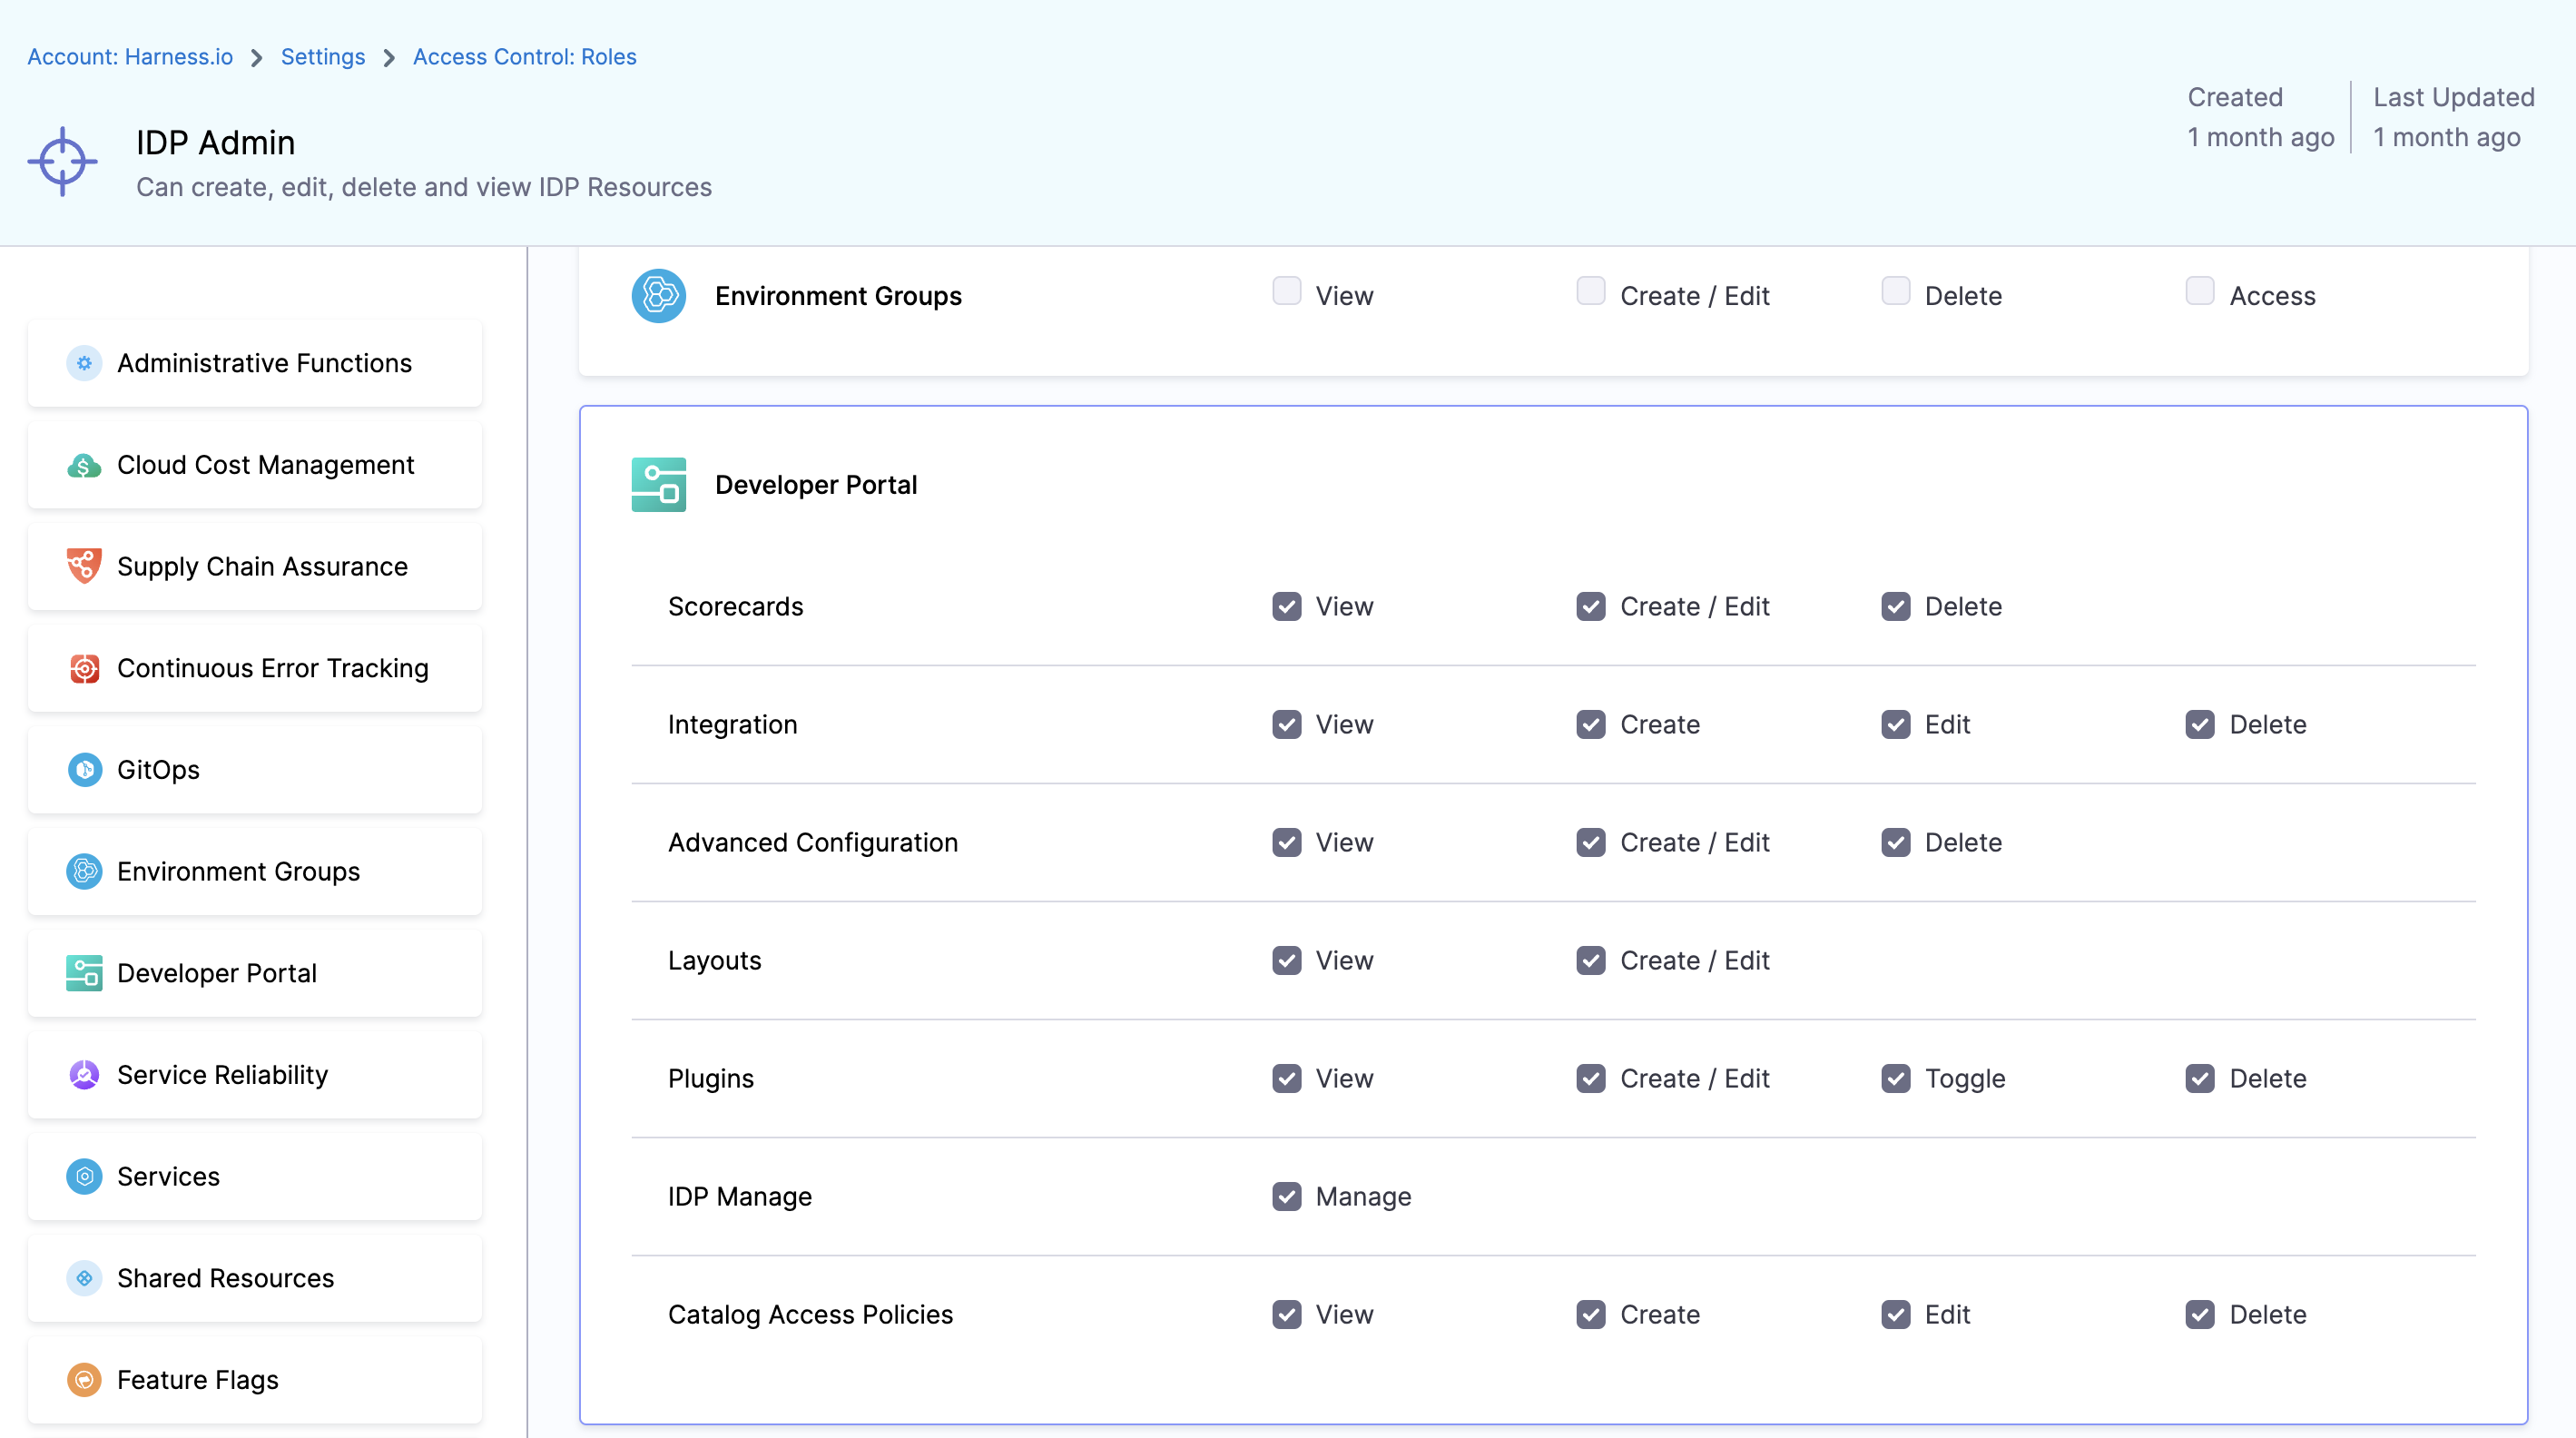 Account: Harness.io > Settings > Access Control: Roles
IDP Admin
Can create, edit, delete and view IDP Resources
Created
1 month ago
Last Updated
1 month ago
Administrative Functions
Cloud Cost Management
Supply Chain Assurance
Continuous Error Tracking
GitOps
Environment Groups
Developer Portal
Service Reliability
Services
Shared Resources
Feature Flags
Environment Groups View Create / Edit Delete Access
Developer Portal
Scorecards View Create / Edit Delete
Integration View Create Edit Delete
Advanced Configuration View Create / Edit Delete
Layouts View Create / Edit
Plugins View Create / Edit Toggle Delete
IDP Manage Manage
Catalog Access Policies View Create Edit Delete